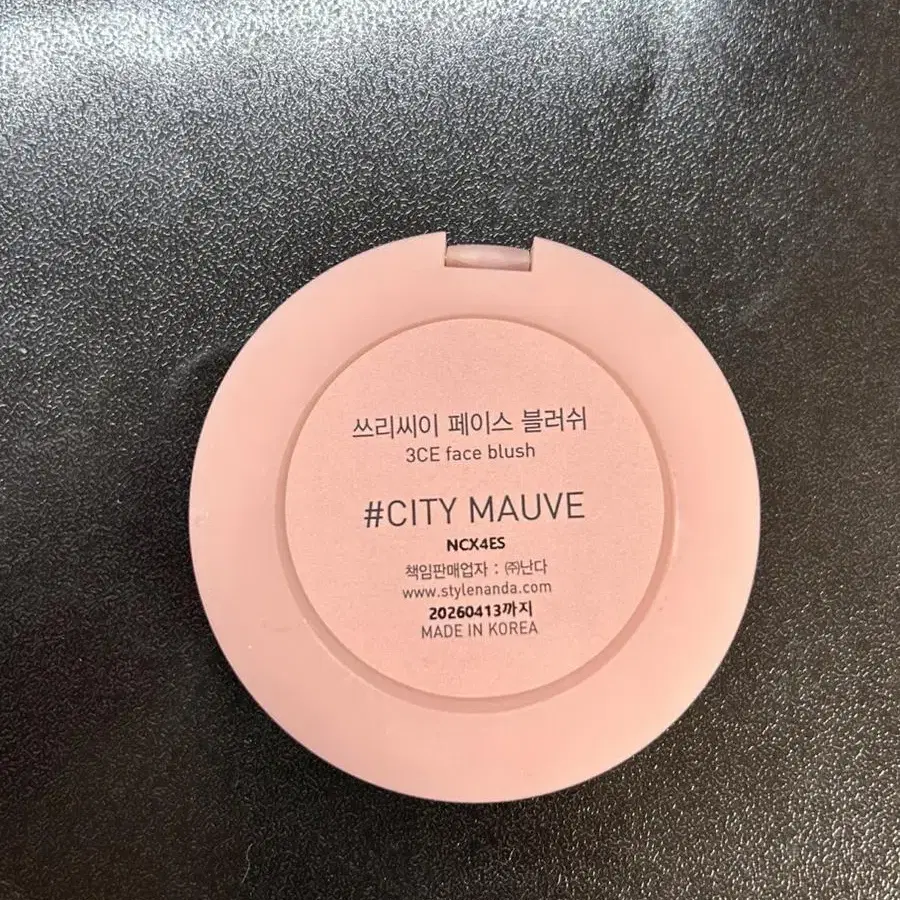 쓰리씨이 페이스 블러쉬
3CE face blush
#CITY MAUVE
NCX4ES
책임판매업자 : ㈜난다
www.stylenanda.com
20260413까지
MADE IN KOREA